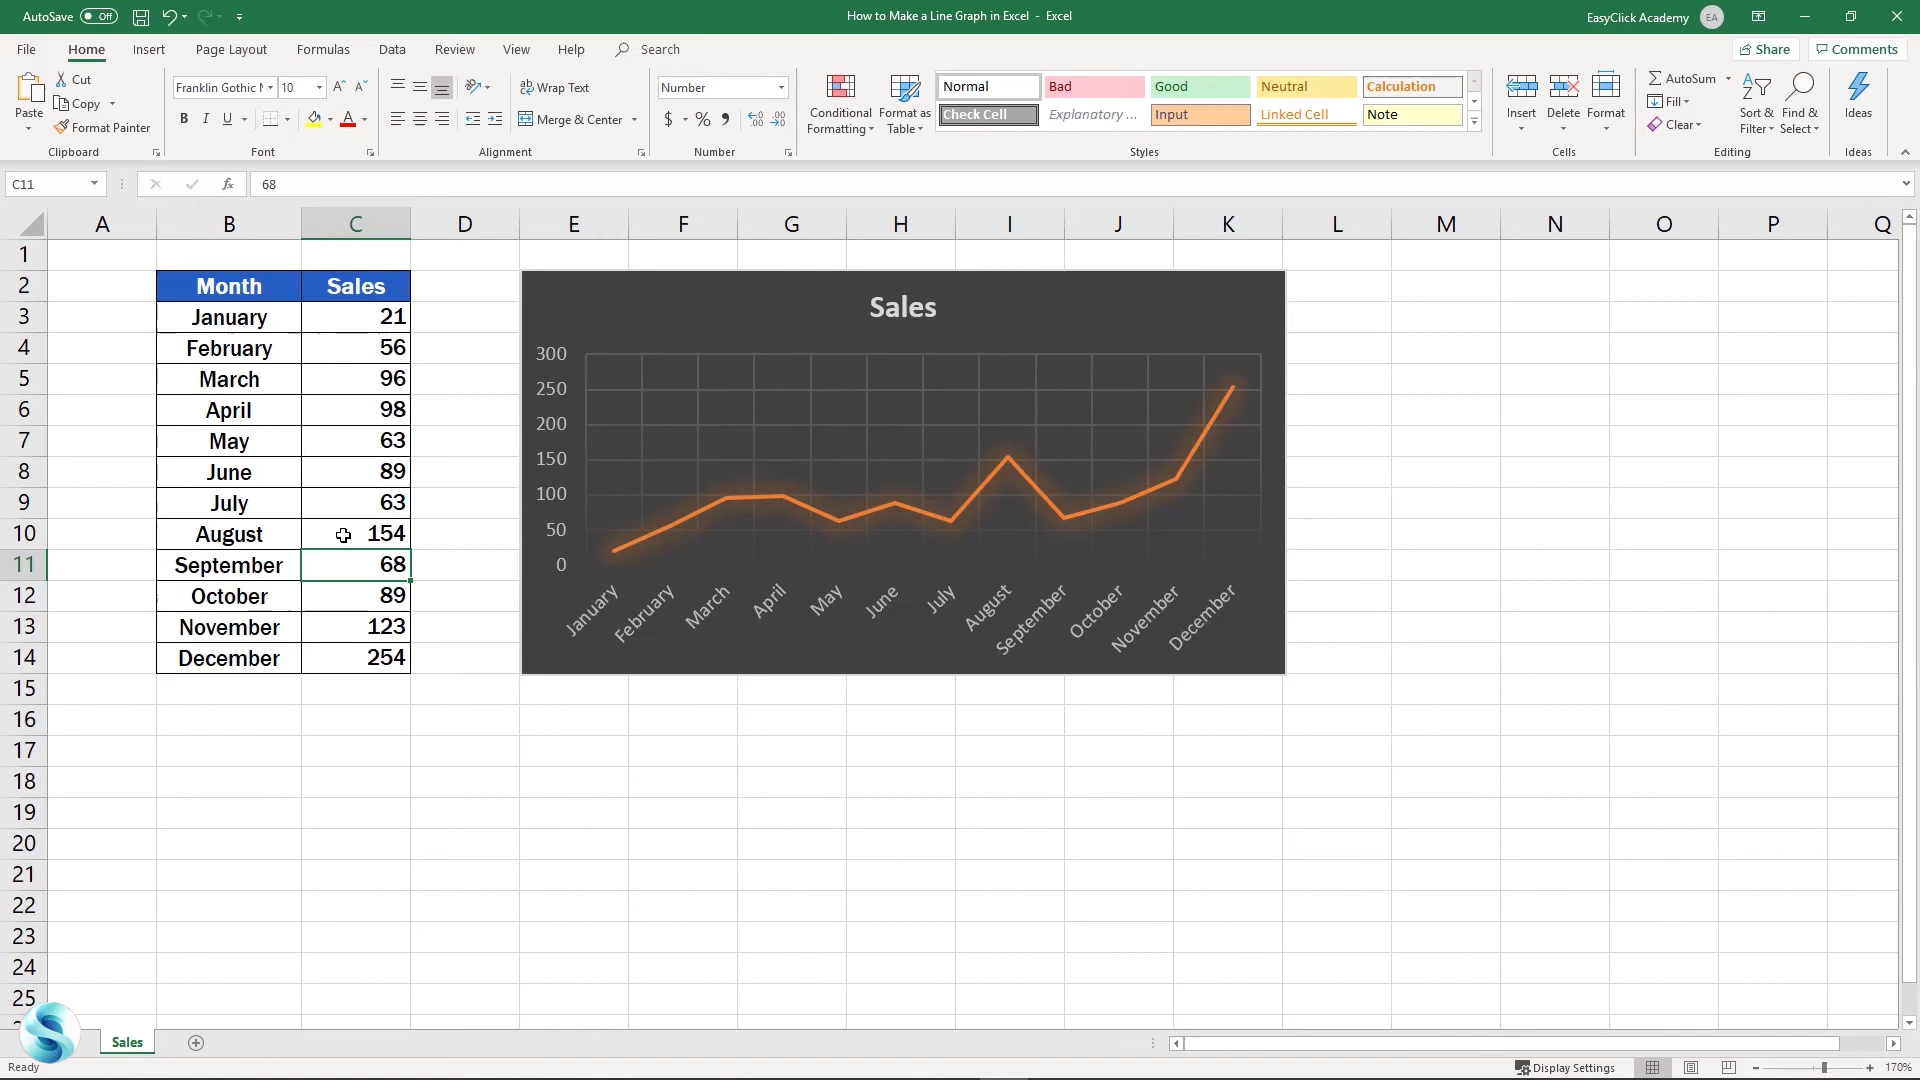 AutoSave Off
How to Make a Line Graph in Excel - Excel
EasyClick Academy EA
File Home Insert Page Layout Formulas Data Review View Help Search
Share Comments
Paste
Cut
Copy
Format Painter
Clipboard
Franklin Gothic 10
B I U A
Font
Wrap Text
Merge & Center
Alignment
Number
$ % 9
Number
Conditional Formatting
Format as Table
Normal Bad Good Neutral Calculation
Check Cell Explanatory ... Input Linked Cell Note
Styles
Insert Delete Format
Cells
AutoSum
Fill
Clear
Sort & Filter
Find & Select
Editing
Ideas
Ideas
C11 fx 68
A B C D E F G H I J K L M N O P Q
1
2 Month Sales
3 January 21
4 February 56
5 March 96
6 April 98
7 May 63
8 June 89
9 July 63
10 August 154
11 September 68
12 October 89
13 November 123
14 December 254
15
16
17
18
19
20
21
22
23
24
25
Sales
300
250
200
150
100
50
0
January February March April May June July August September October November December
Sales
Ready
Display Settings
170%